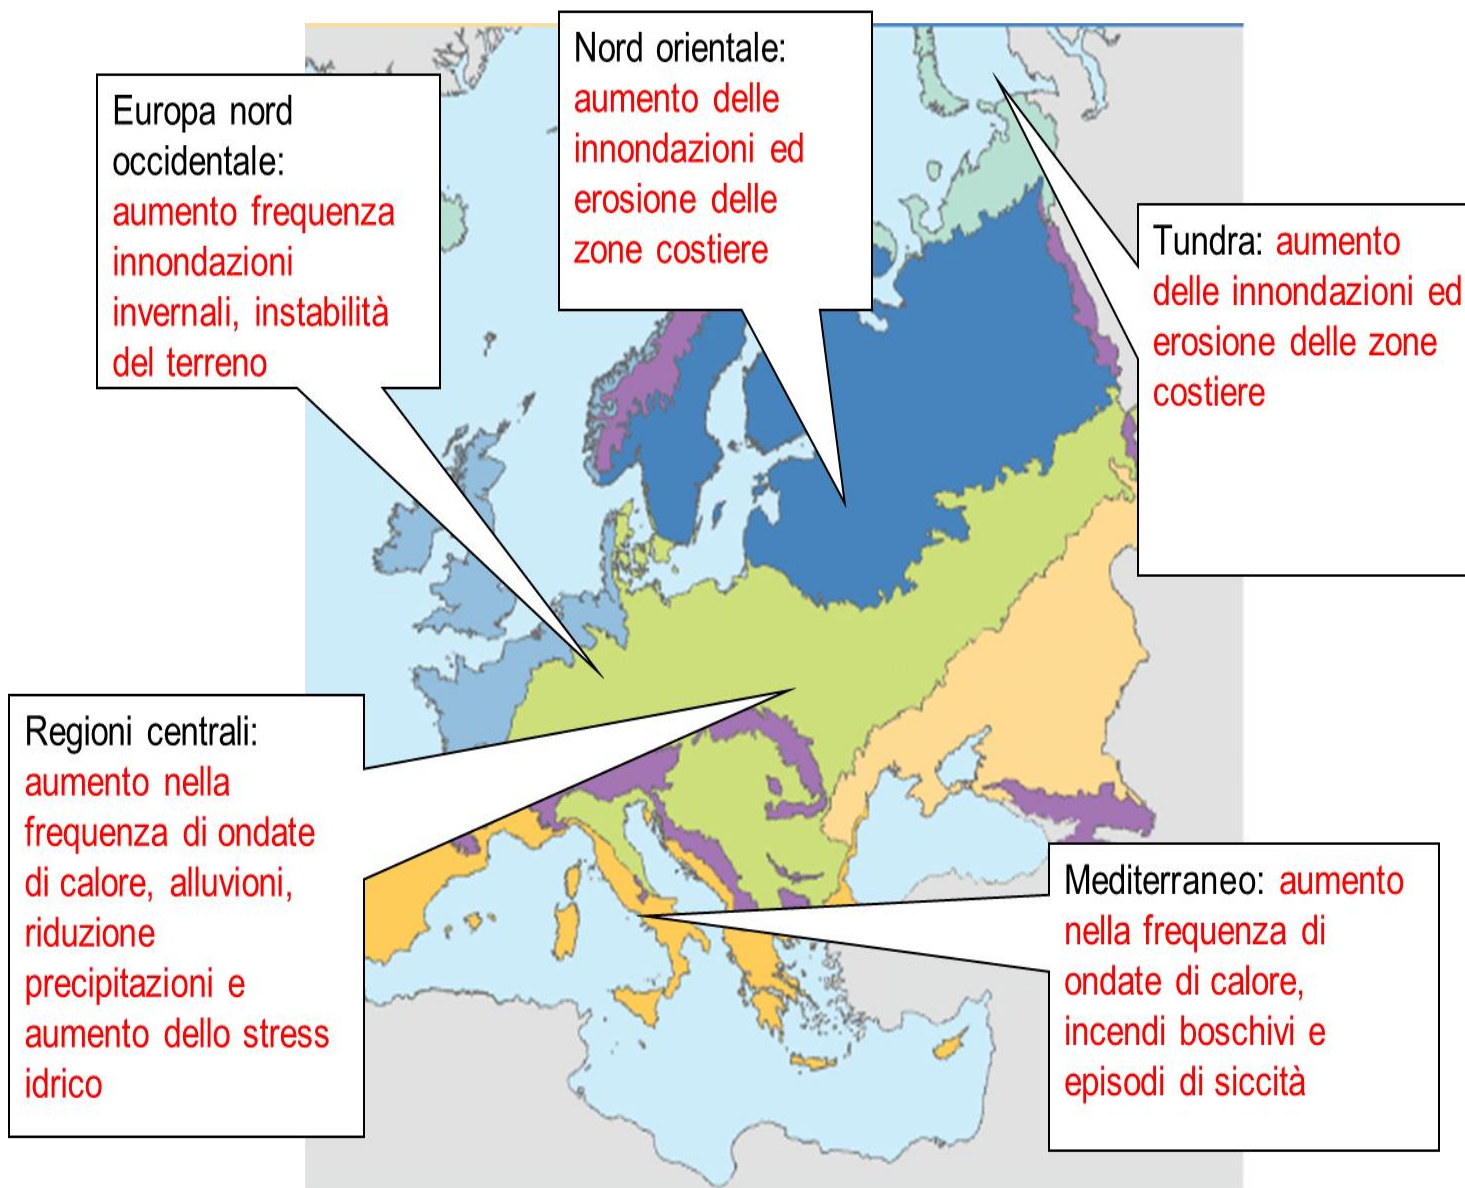 Europa nord
occidentale:
aumento frequenza
innondazioni
invernali, instabilità
del terreno
Nord orientale:
aumento delle
innondazioni ed
erosione delle
zone costiere
Tundra: aumento
delle innondazioni ed
erosione delle zone
costiere
Regioni centrali:
aumento nella
frequenza di ondate
di calore, alluvioni,
riduzione
precipitazioni e
aumento dello stress
idrico
Mediterraneo: aumento
nella frequenza di
ondate di calore,
incendi boschivi e
episodi di siccità